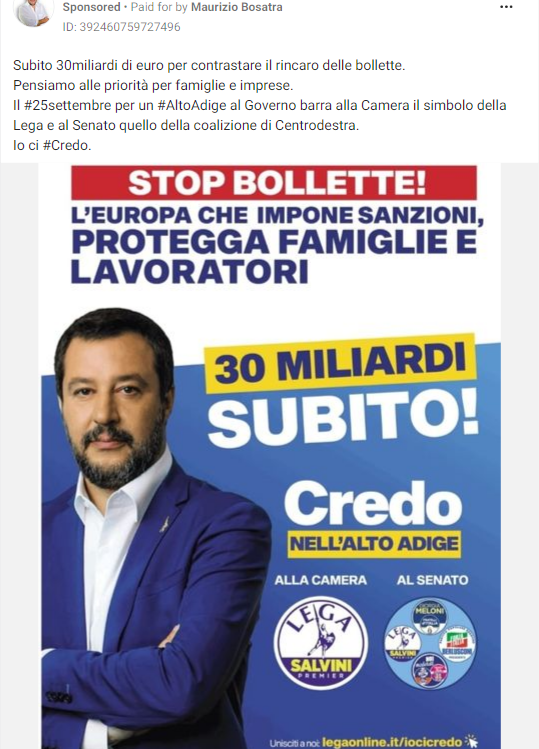 Sponsored • Paid for by Maurizio Bosatra
ID: 392460759727496
Subito 30miliardi di euro per contrastare il rincaro delle bollette.
Pensiamo alle priorità per famiglie e imprese.
Il #25settembre per un #AltoAdige al Governo barra alla Camera il simbolo della
Lega e al Senato quello della coalizione di Centrodestra.
Io ci #Credo.
STOP BOLLETTE!
L'EUROPA CHE IMPONE SANZIONI,
PROTEGGA FAMIGLIE E
LAVORATORI
30 MILIARDI
SUBITO!
Credo
NELL'ALTO ADIGE
ALLA CAMERA AL SENATO
LEGA
SALVINI
PREMIER
GIORGIA
MELONI
LEGA
SALVINI
PREMIER
FORZA
ITALIA
BERLUSCONI
Unisciti a noi: legaonline.it/iocicredo